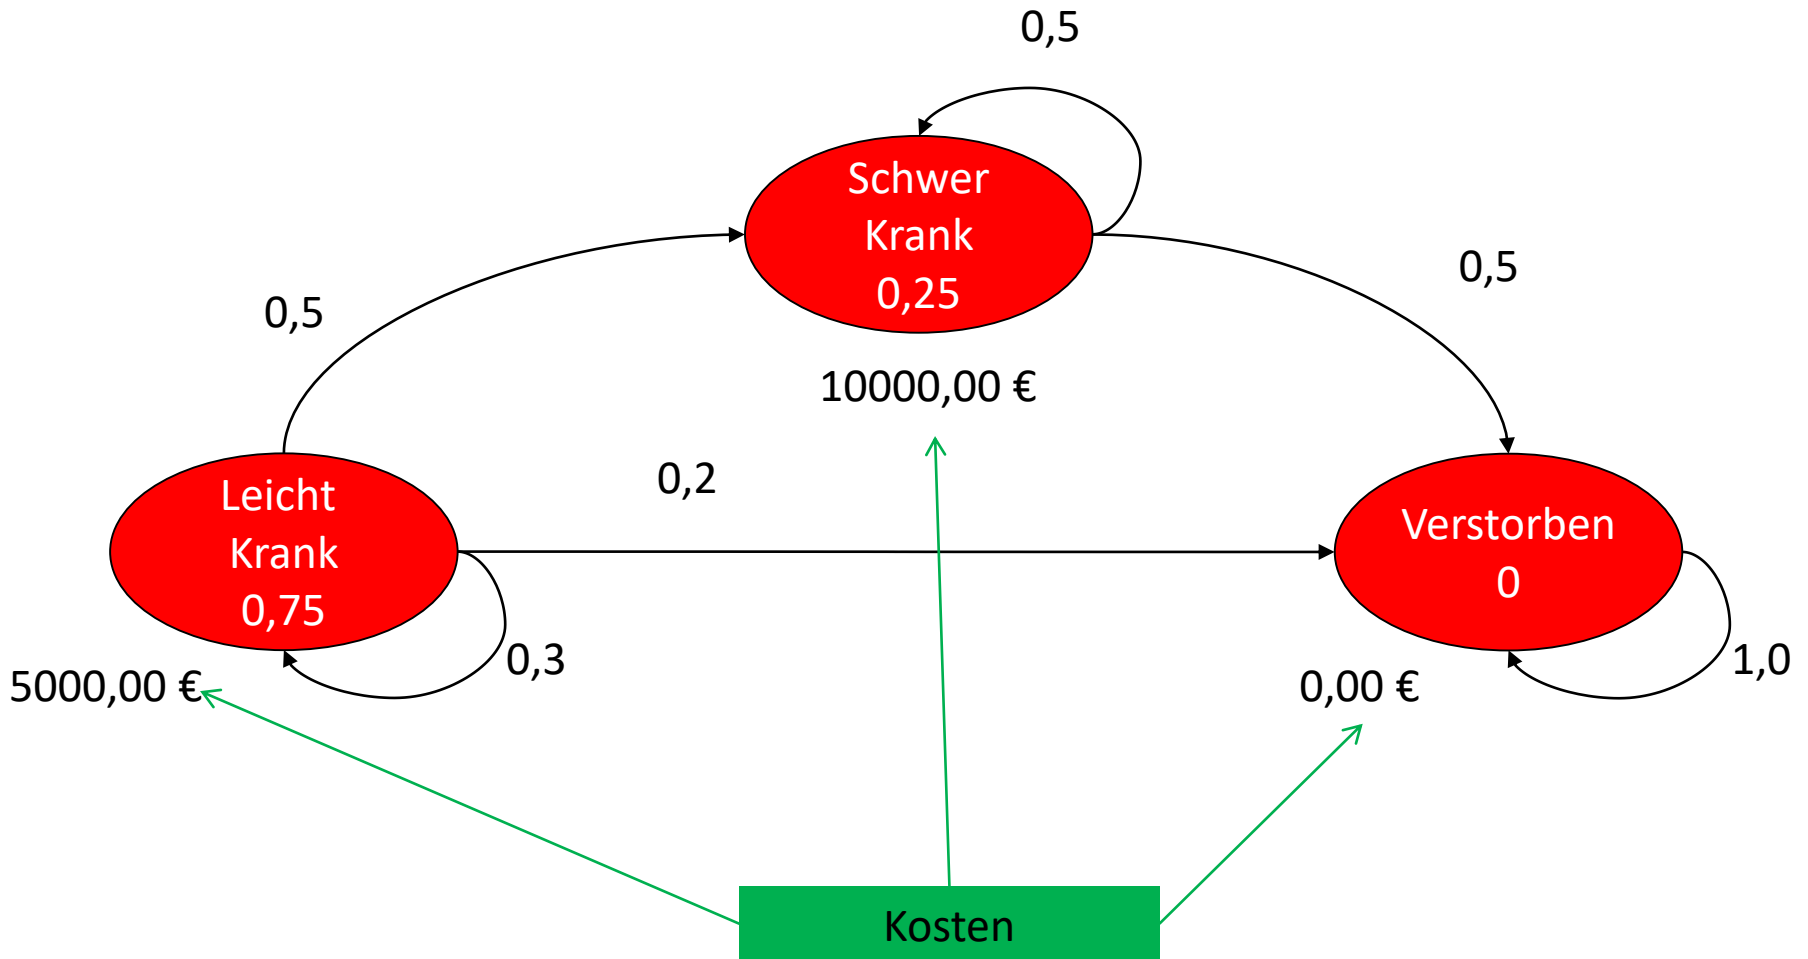 0,5
Schwer
Krank
0,25
0,5
0,5
10000,00 €
0,2
Leicht
Krank
0,75
Verstorben
0
0,3
1,0
5000,00 €
0,00 €
Kosten